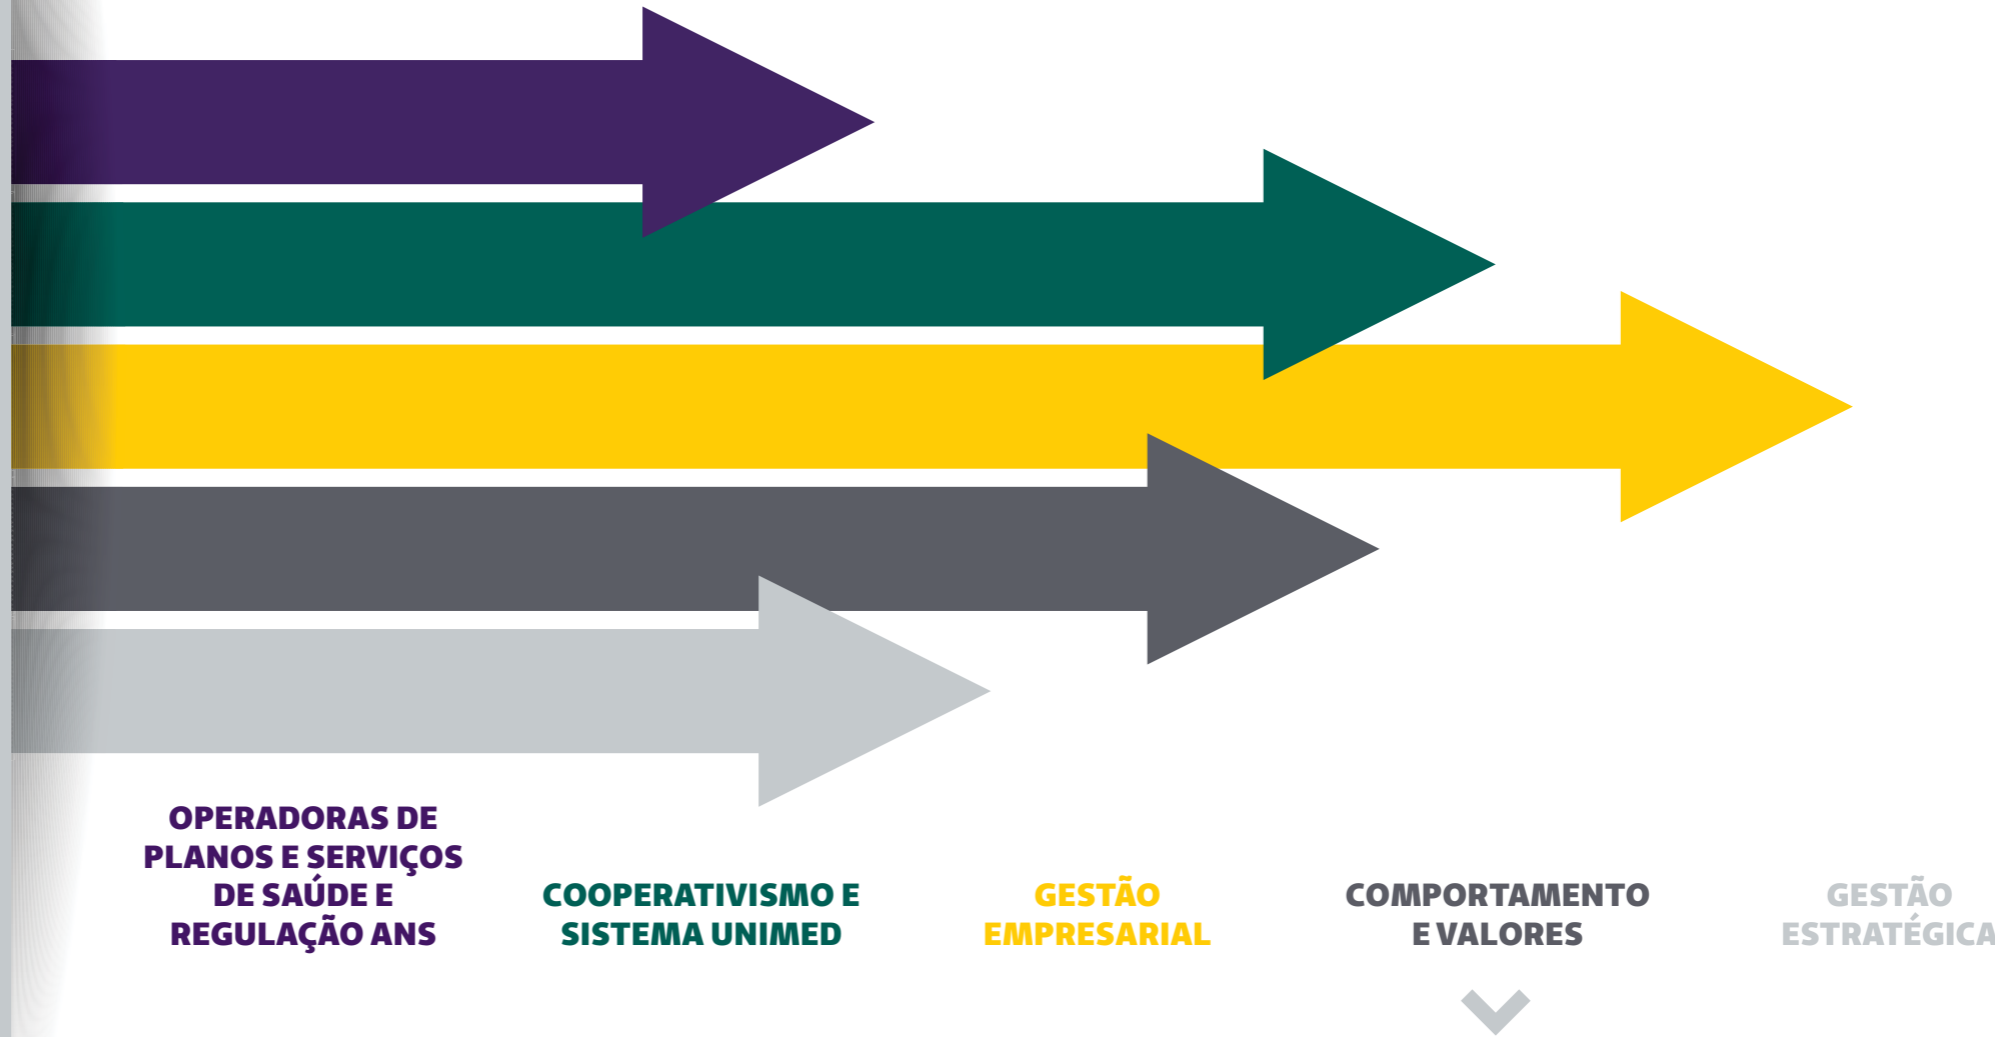 OPERADORAS DE
PLANOS E SERVIÇOS
DE SAÚDE E
REGULAÇÃO ANS
COOPERATIVISMO E
SISTEMA UNIMED
GESTÃO
EMPRESARIAL
COMPORTAMENTO
E VALORES
GESTÃO
ESTRATÉGICA